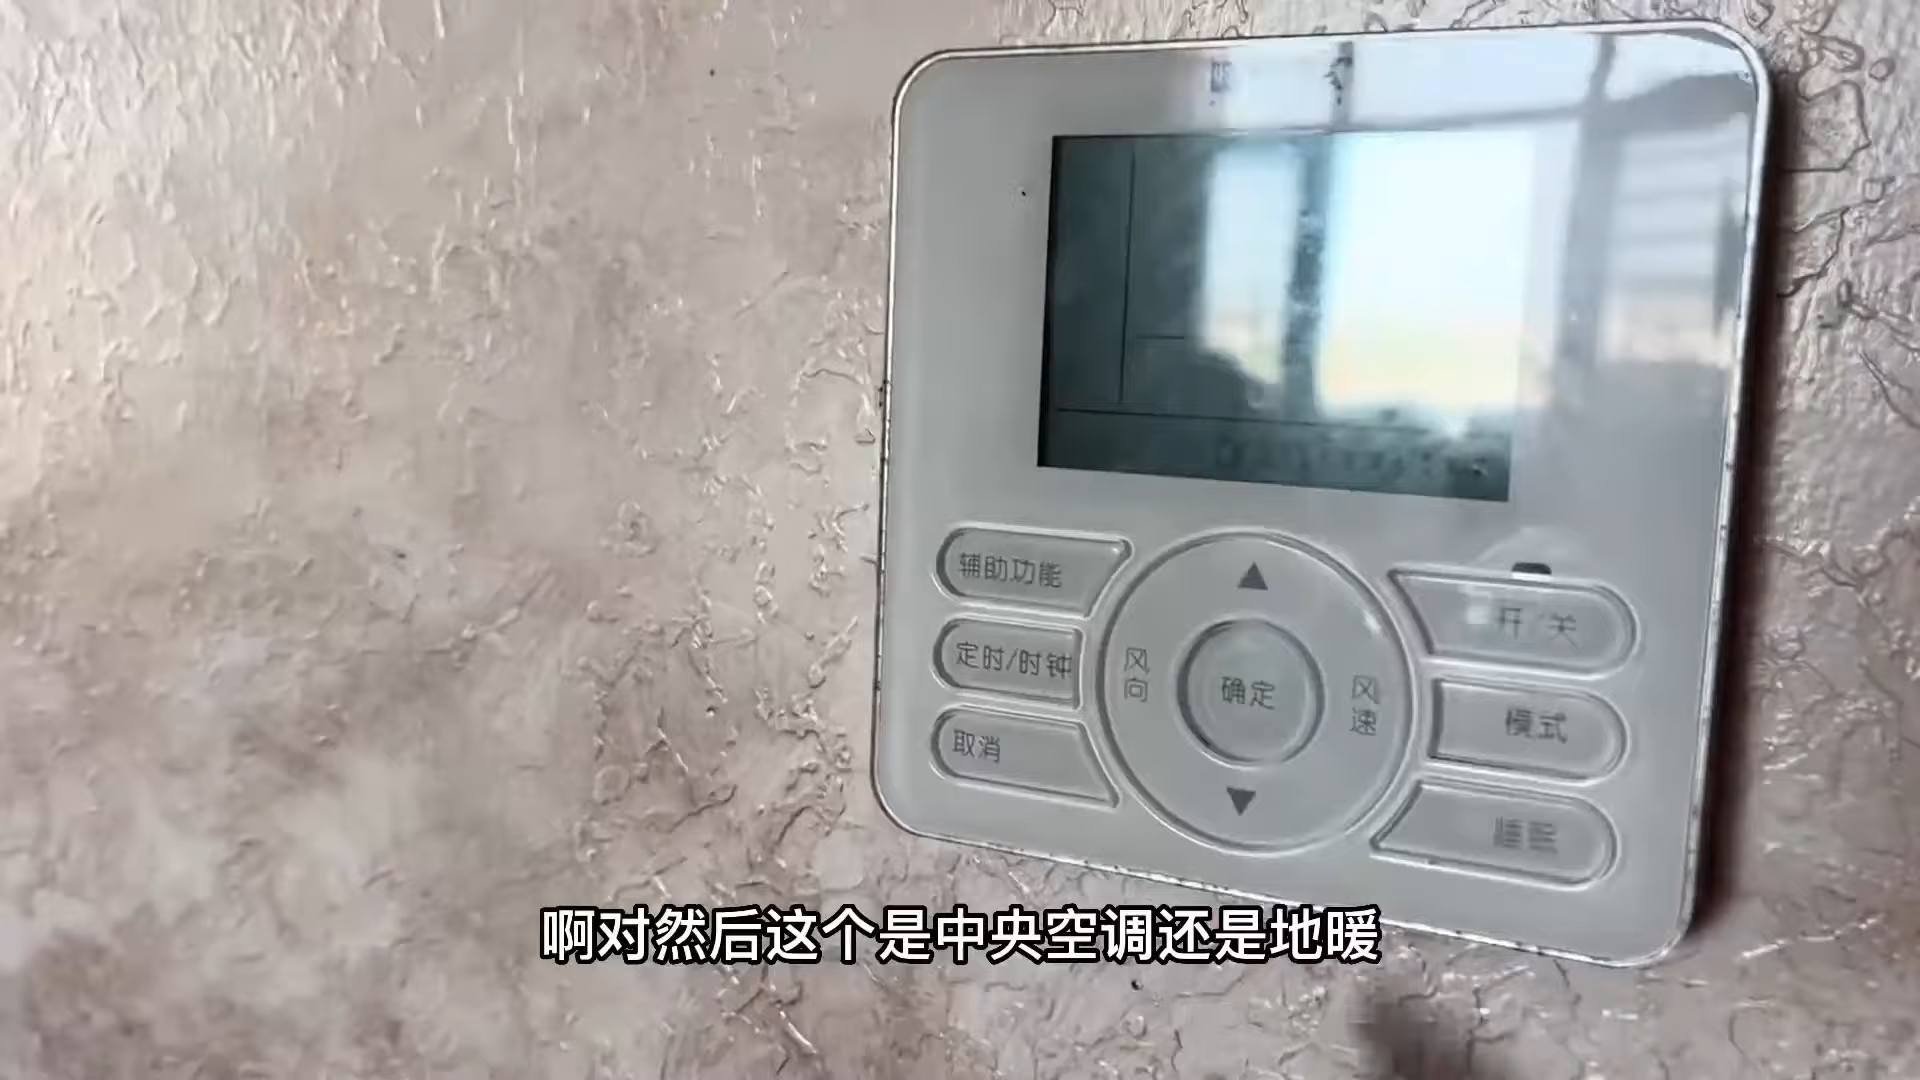 辅助功能
定时/时钟
取消
风向
确定
风速
开/关
模式
睡眠
啊对然后这个是中央空调还是地暖